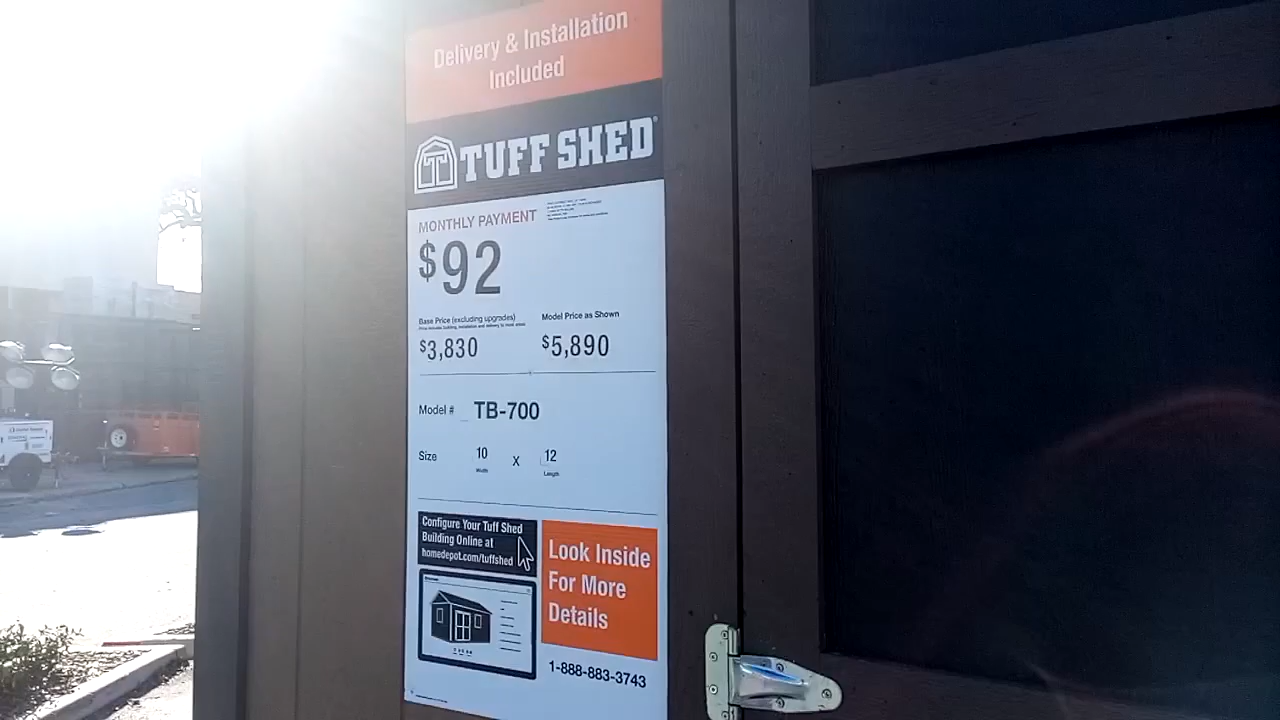 Delivery & Installation
Included
TUFF SHED
MONTHLY PAYMENT
$92
Base Price (excluding upgrades)
Model Price as Shown
$3,830
$5,890
Model # TB-700
Size 10 X 12
Width Length
Configure Your Tuff Shed
Building Online at
homedepot.com/tuffshed
Look Inside
For More
Details
1-888-883-3743